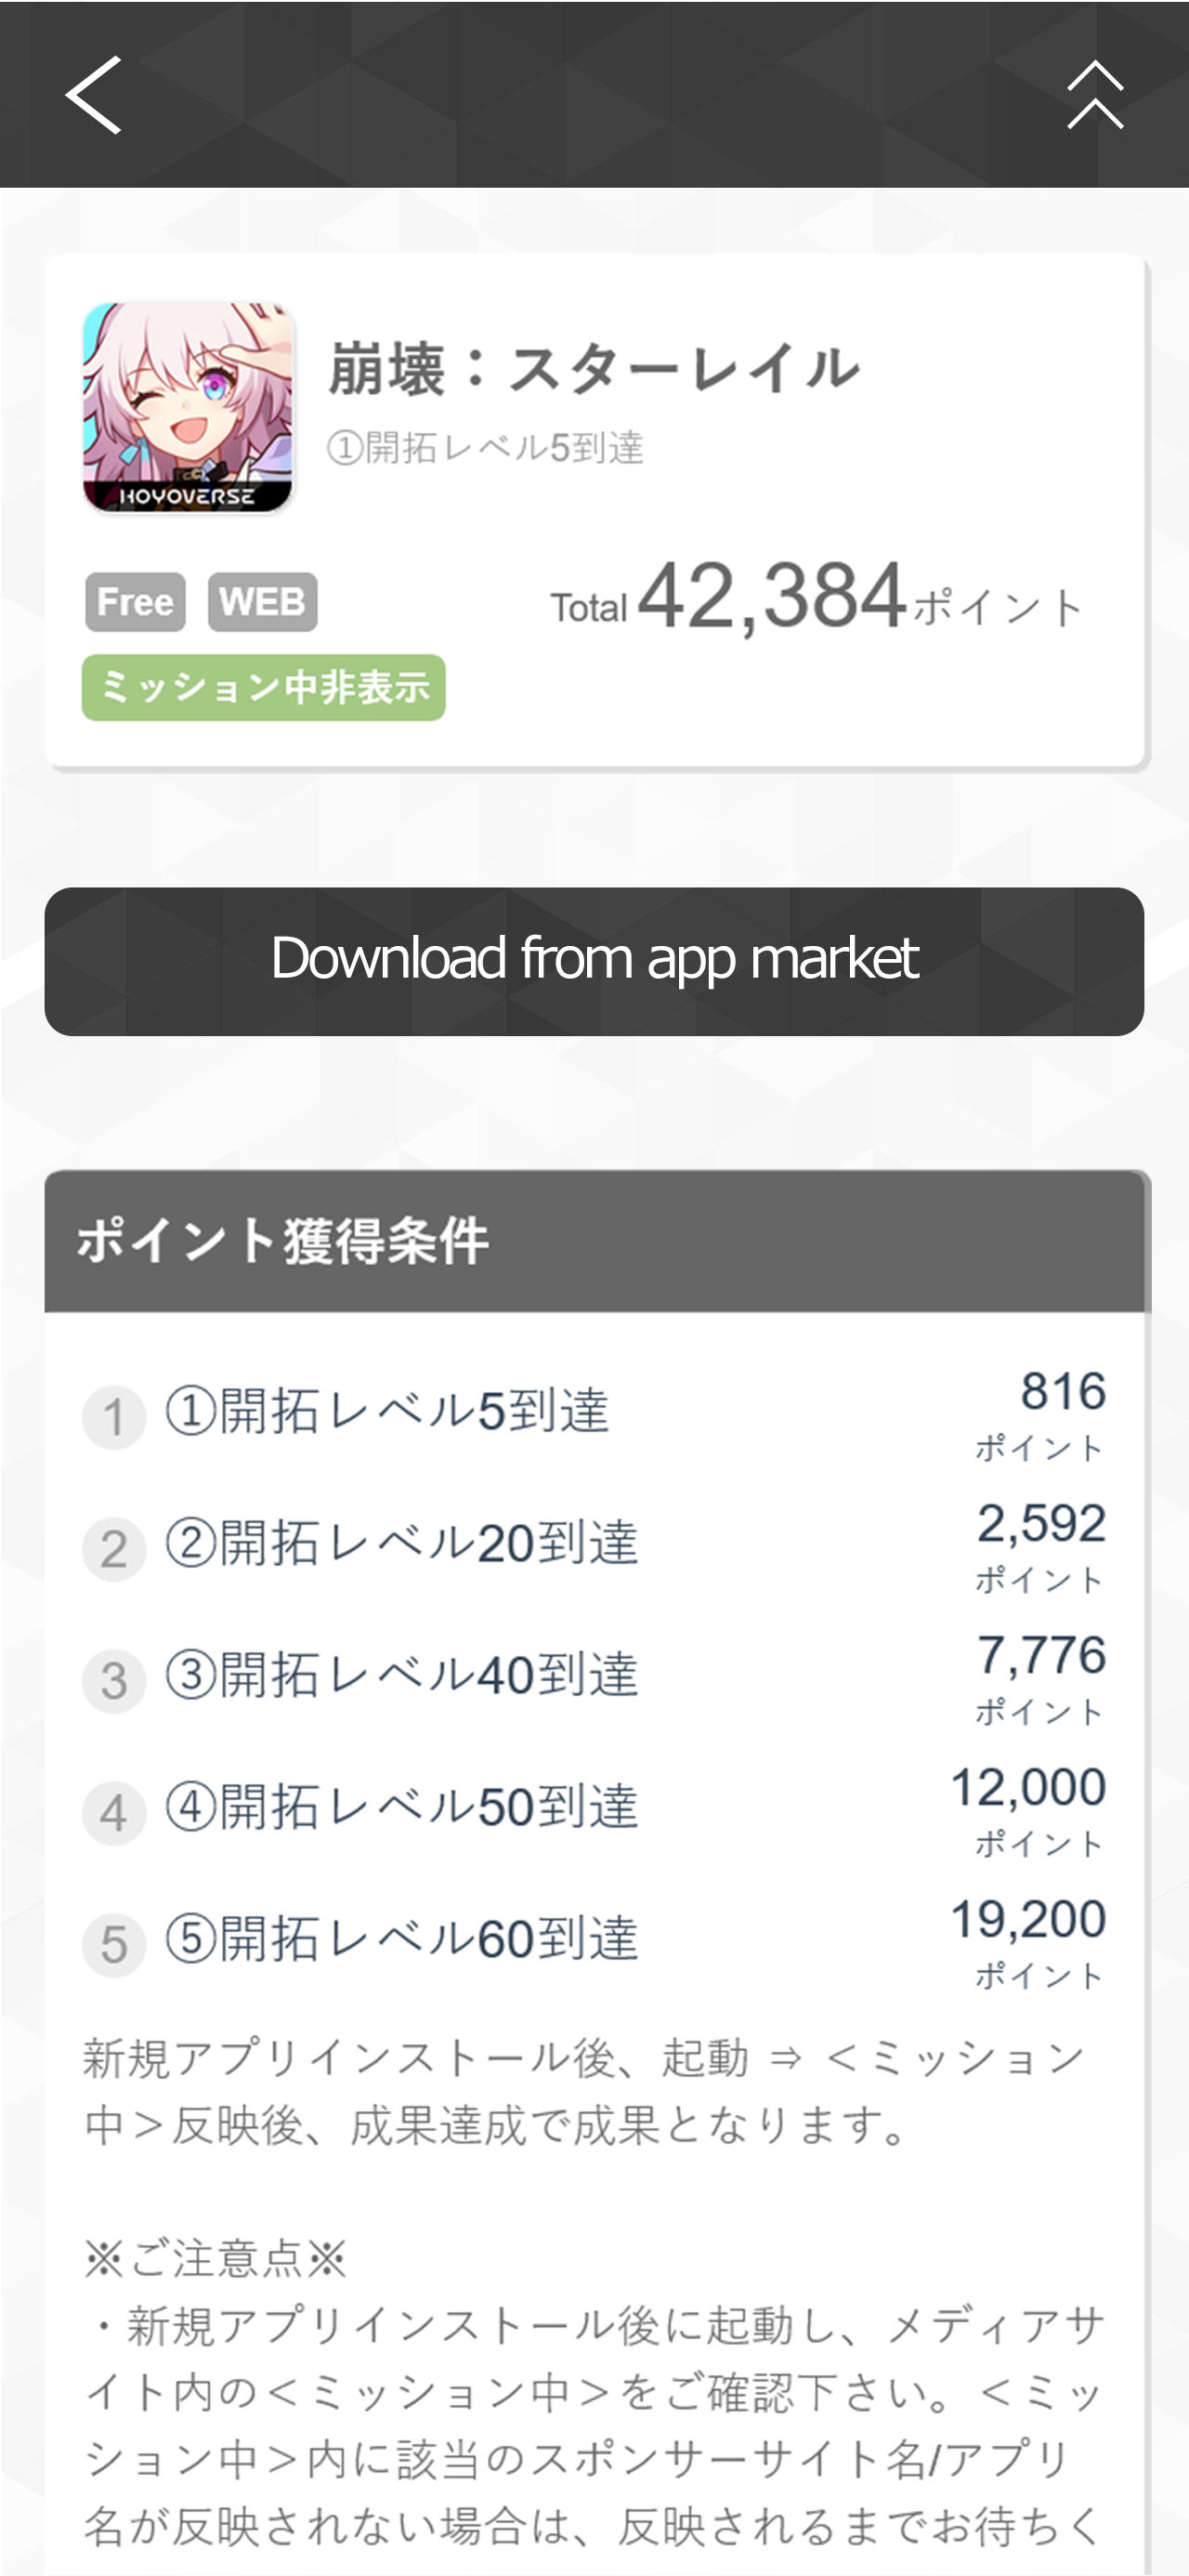 HOYOVERSE
崩壊：スターレイル
①開拓レベル5到達
Free WEB
Total 42,384ポイント
ミッション中非表示
Download from app market
ポイント獲得条件
1 ①開拓レベル5到達 816
ポイント
2 ②開拓レベル20到達 2,592
ポイント
3 ③開拓レベル40到達 7,776
ポイント
4 ④開拓レベル50到達 12,000
ポイント
5 ⑤開拓レベル60到達 19,200
ポイント
新規アプリインストール後、起動 ⇒ ＜ミッション
中＞反映後、成果達成で成果となります。
※ご注意点※
・新規アプリインストール後に起動し、メディアサ
イト内の＜ミッション中＞をご確認下さい。＜ミッ
ション中＞内に該当のスポンサーサイト名/アプリ
名が反映されない場合は、反映されるまでお待ちく